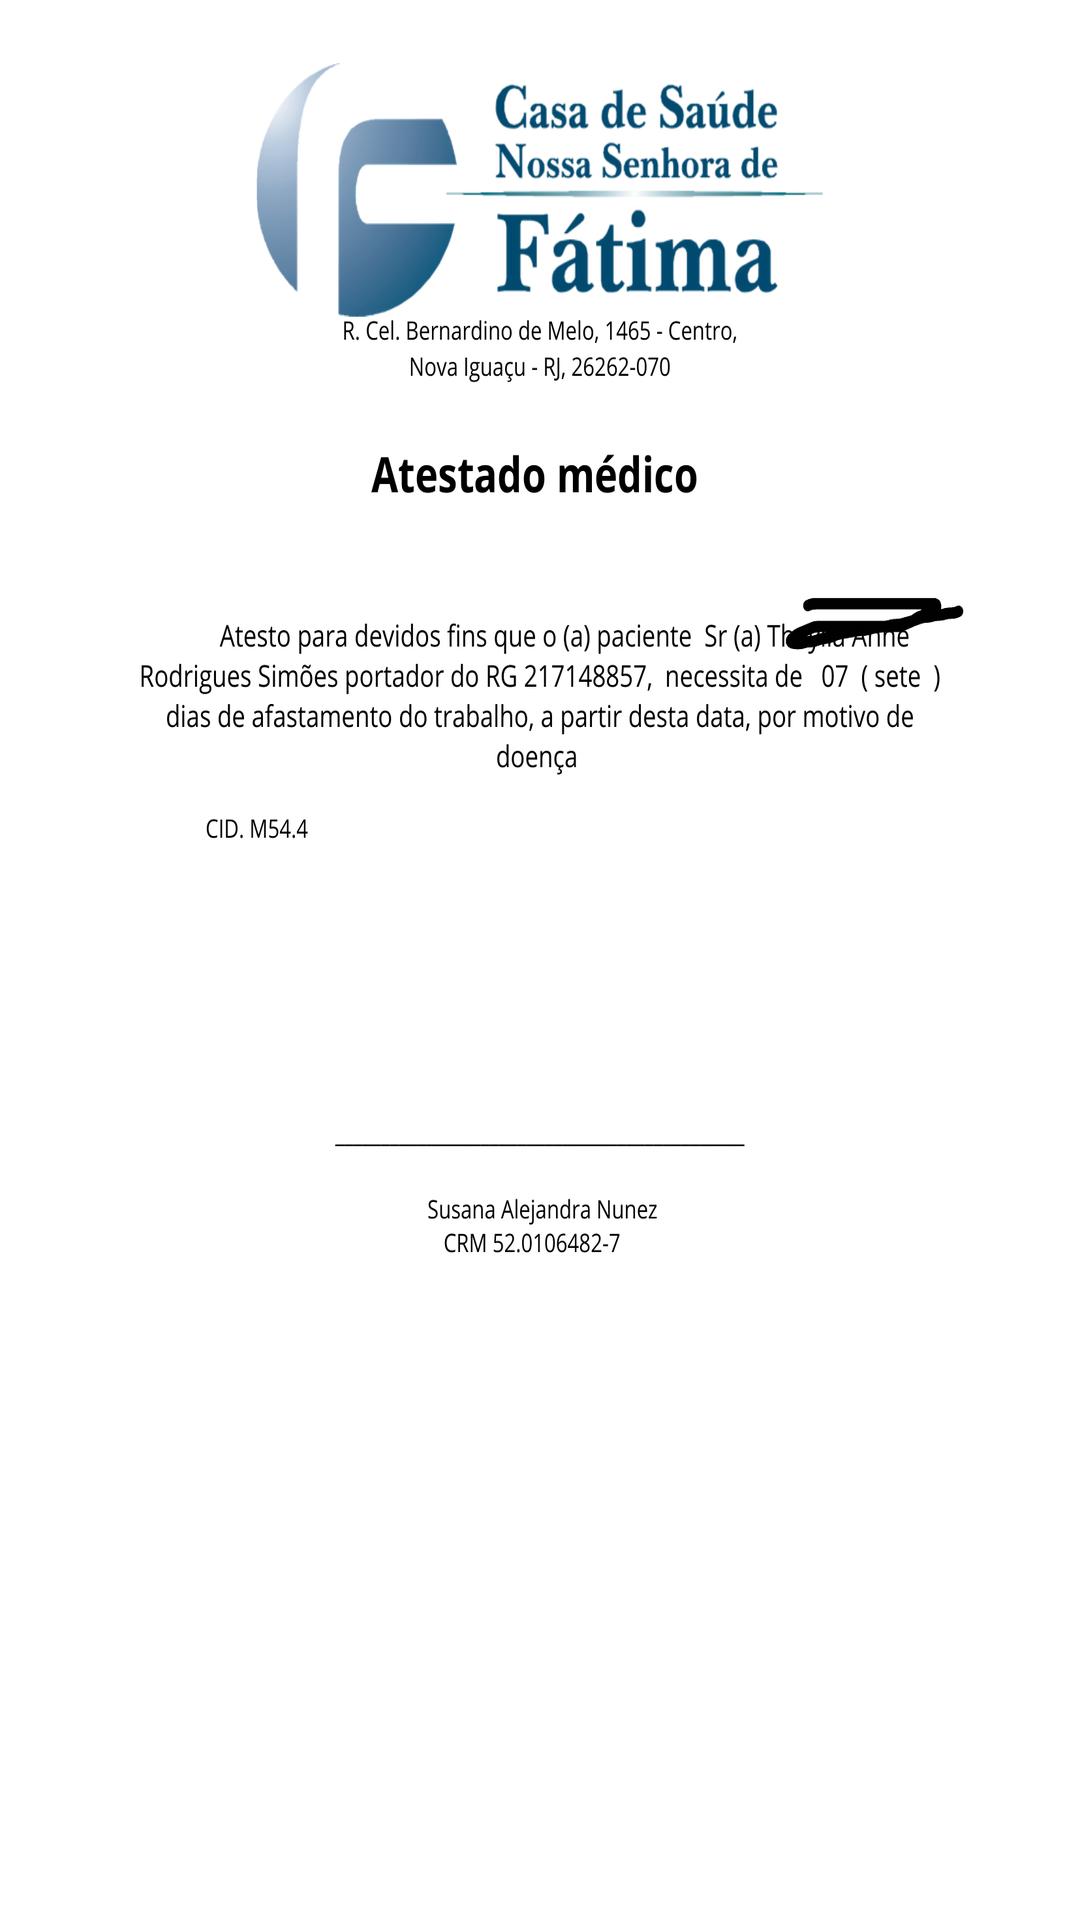 Casa de Saúde
Nossa Senhora de
Fátima
R. Cel. Bernardino de Melo, 1465 - Centro,
Nova Iguaçu - RJ, 26262-070
Atestado médico
Atesto para devidos fins que o (a) paciente Sr (a) Anne
Rodrigues Simões portador do RG 217148857, necessita de 07 ( sete )
dias de afastamento do trabalho, a partir desta data, por motivo de
doença
CID. M54.4
Susana Alejandra Nunez
CRM 52.0106482-7